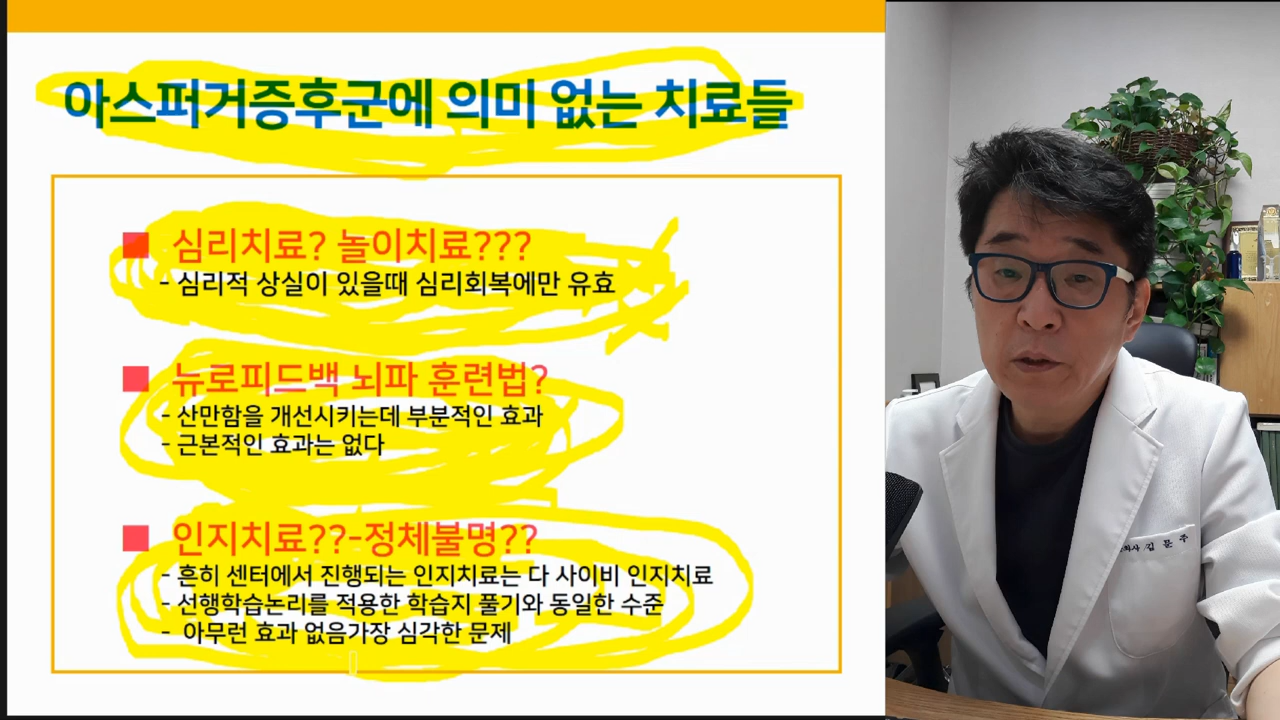 아스퍼거증후군에 의미 없는 치료들
■ 심리치료? 놀이치료???
- 심리적 상실이 있을때 심리회복에만 유효
■ 뉴로피드백 뇌파 훈련법?
- 산만함을 개선시키는데 부분적인 효과
- 근본적인 효과는 없다
■ 인지치료??-정체불명??
- 흔히 센터에서 진행되는 인지치료는 다 사이비 인지치료
- 선행학습논리를 적용한 학습지 풀기와 동일한 수준
- 아무런 효과 없음가장 심각한 문제
김문주